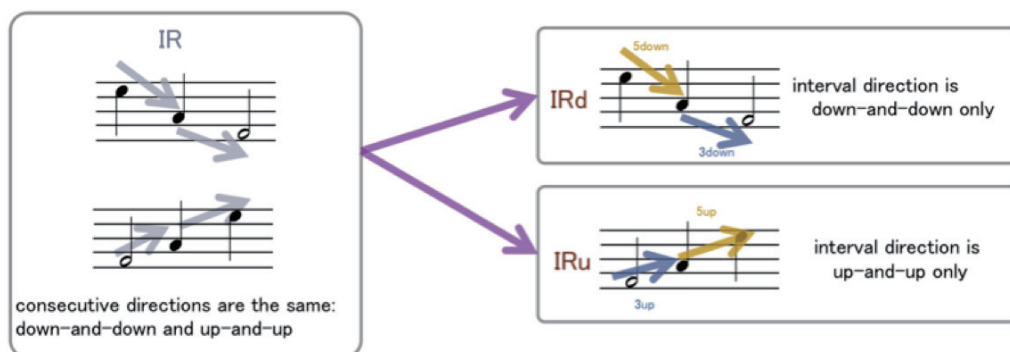 IR
consecutive directions are the same:
down-and-down and up-and-up
IRd
5down
3down
interval direction is
down-and-down only
IRu
5up
3up
interval direction is
up-and-up only